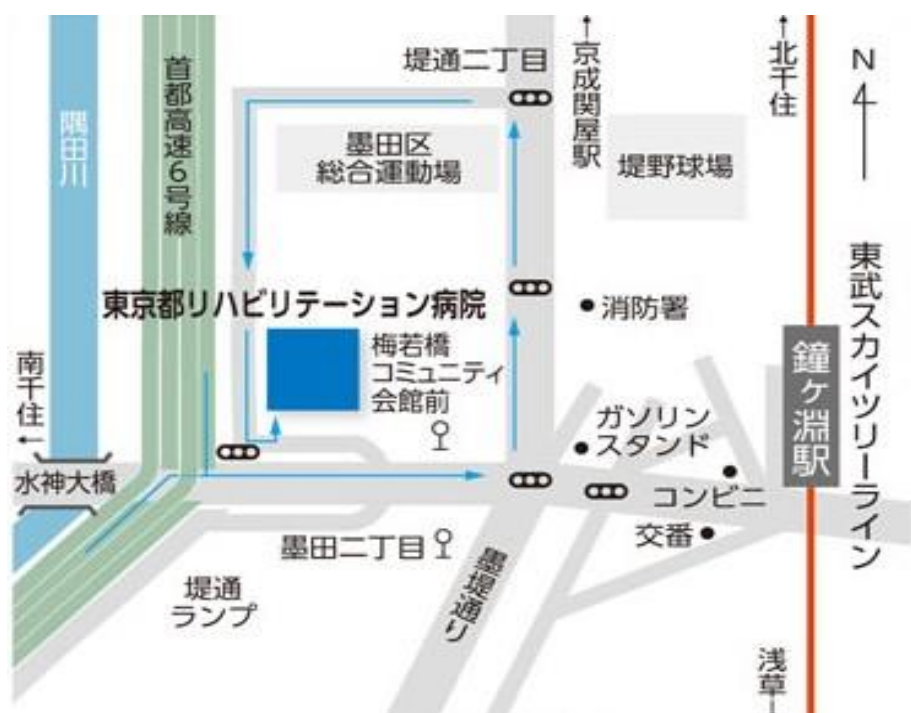 堤通二丁目
↑京成関屋駅
↑北千住
N
首都高速6号線
隅田川
墨田区
総合運動場
堤野球場
東京都リハビリテーション病院
消防署
東武スカイツリーライン
梅若橋
コミュニティ
会館前
鐘ヶ淵駅
南千住←
ガソリン
スタンド
水神大橋
コンビニ
交番
墨田二丁目
墨堤通り
堤通
ランプ
浅草